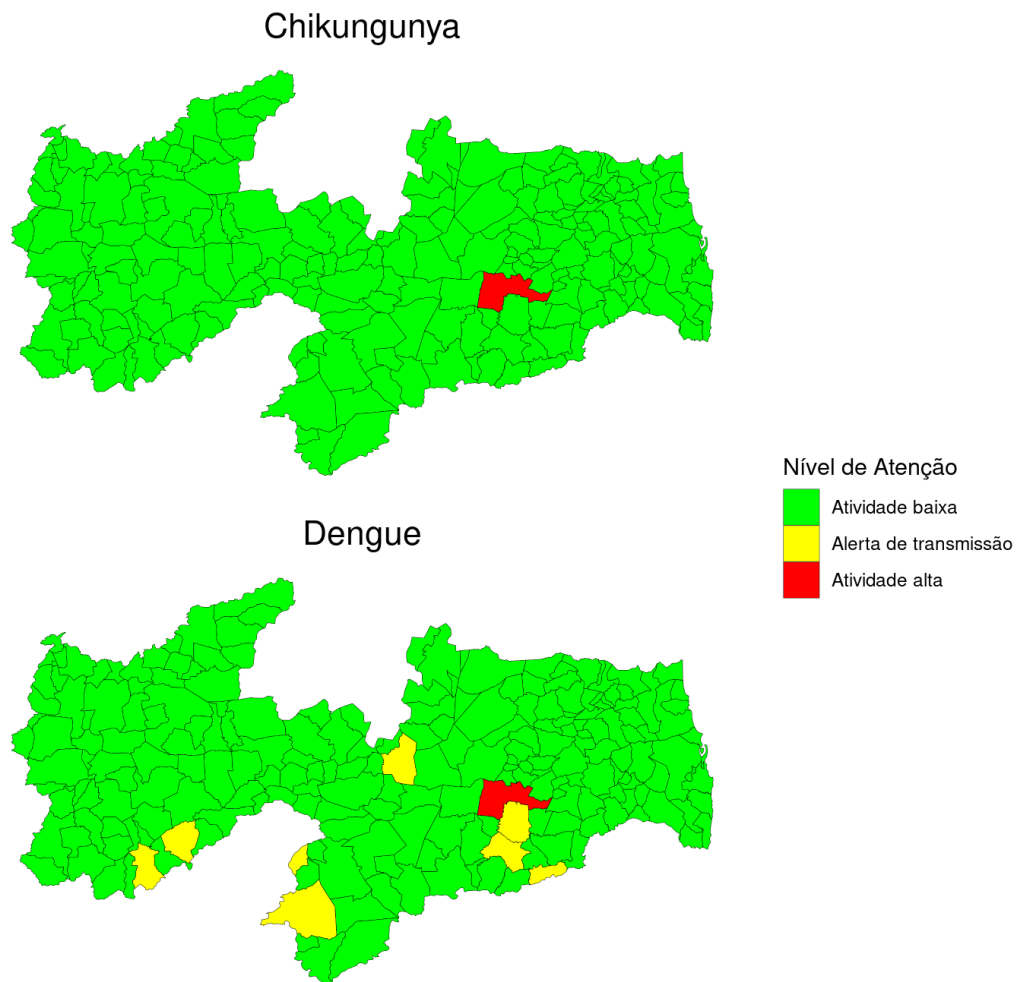 Chikungunya
Nível de Atenção
Atividade baixa
Alerta de transmissão
Atividade alta
Dengue